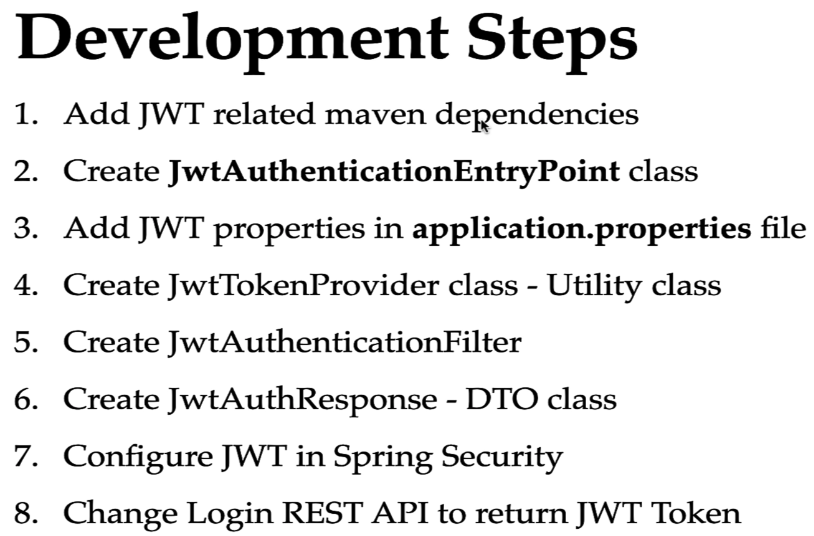 Development Steps
1. Add JWT related maven dependencies
2. Create JwtAuthenticationEntryPoint class
3. Add JWT properties in application.properties file
4. Create JwtTokenProvider class - Utility class
5. Create JwtAuthenticationFilter
6. Create JwtAuthResponse - DTO class
7. Configure JWT in Spring Security
8. Change Login REST API to return JWT Token